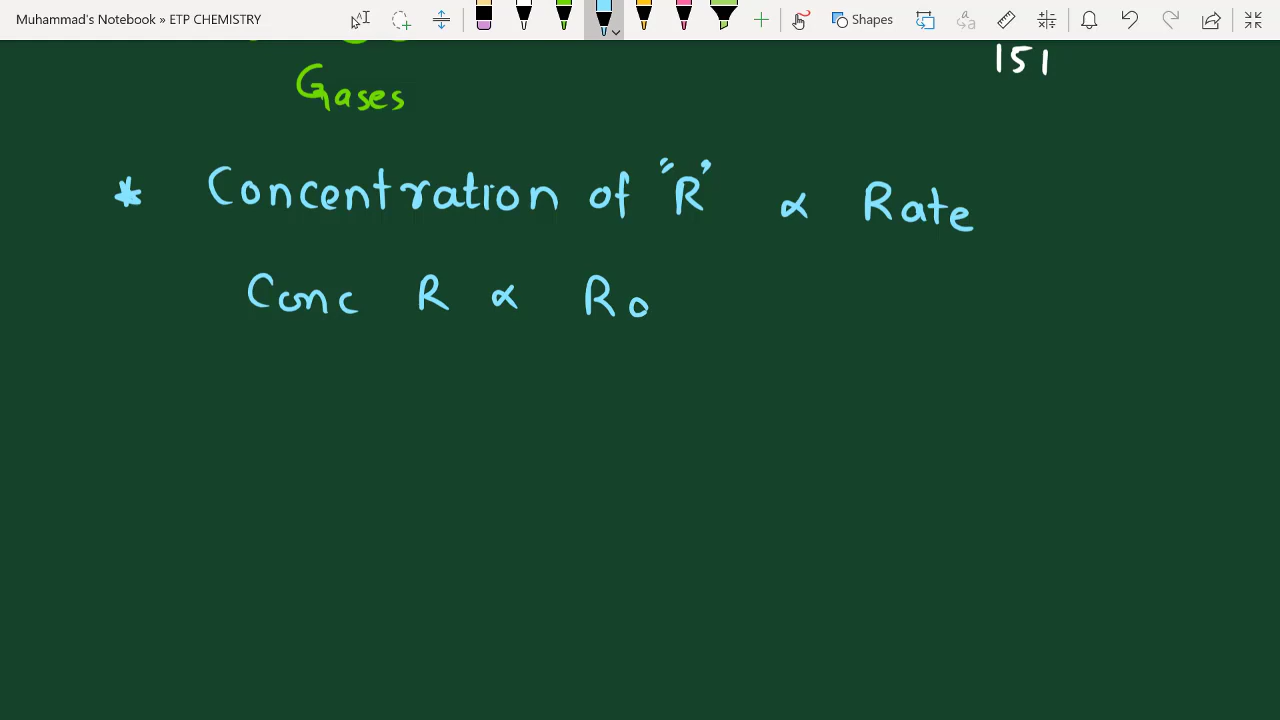 Muhammad's Notebook » ETP CHEMISTRY
Shapes
151
Gases
* Concentration of "R" ∝ Rate
Conc R ∝ Ro